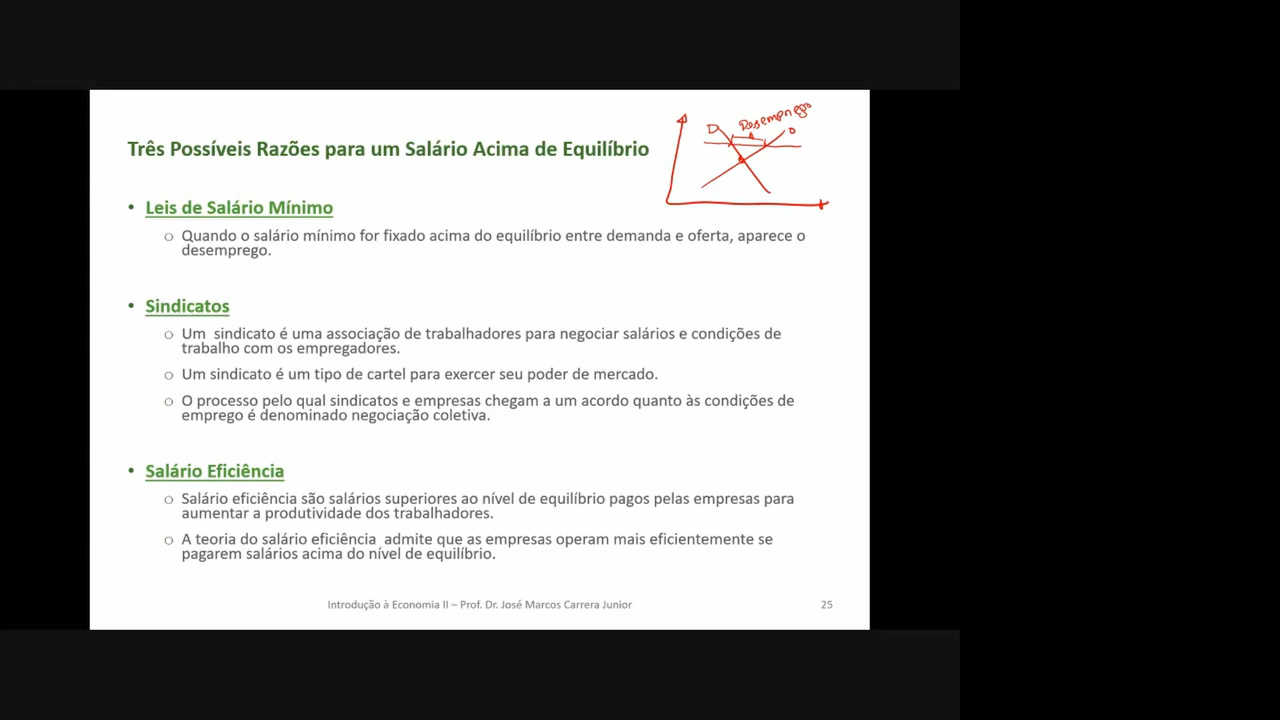 Três Possíveis Razões para um Salário Acima de Equilíbrio
D
Desemprego
O
• Leis de Salário Mínimo
o Quando o salário mínimo for fixado acima do equilíbrio entre demanda e oferta, aparece o
desemprego.
• Sindicatos
o Um sindicato é uma associação de trabalhadores para negociar salários e condições de
trabalho com os empregadores.
o Um sindicato é um tipo de cartel para exercer seu poder de mercado.
o O processo pelo qual sindicatos e empresas chegam a um acordo quanto às condições de
emprego é denominado negociação coletiva.
• Salário Eficiência
o Salário eficiência são salários superiores ao nível de equilíbrio pagos pelas empresas para
aumentar a produtividade dos trabalhadores.
o A teoria do salário eficiência admite que as empresas operam mais eficientemente se
pagarem salários acima do nível de equilíbrio.
Introdução à Economia II – Prof. Dr. José Marcos Carrera Junior
25